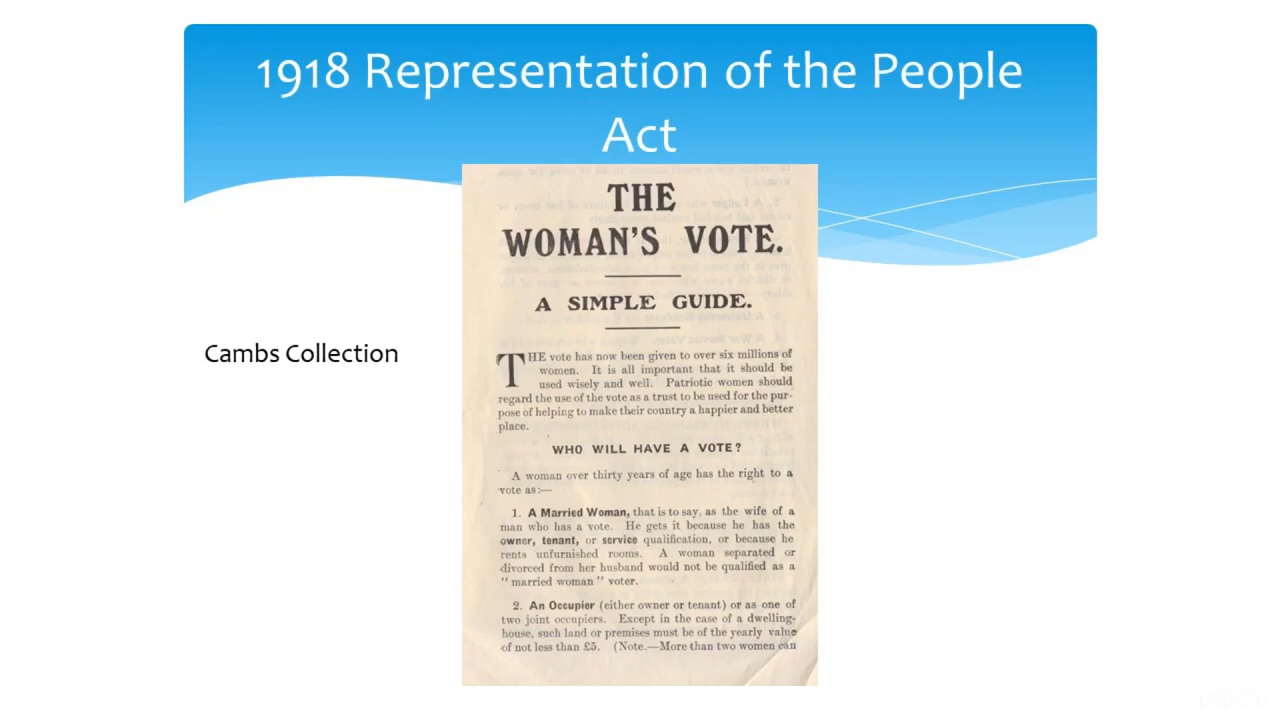 1918 Representation of the People
Act
THE
WOMAN'S VOTE.
A SIMPLE GUIDE.
Cambs Collection
THE vote has now been given to over six millions of
women. It is all important that it should be
used wisely and well. Patriotic women should
regard the use of the vote as a trust to be used for the pur-
pose of helping to make their country a happier and better
place.
WHO WILL HAVE A VOTE?
A woman over thirty years of age has the right to a
vote as:—
1. A Married Woman, that is to say, as the wife of a
man who has a vote. He gets it because he has the
owner, tenant, or service qualification, or because he
rents unfurnished rooms. A woman separated or
divorced from her husband would not be qualified as a
"married woman" voter.
2. An Occupier (either owner or tenant) or as one of
two joint occupiers. Except in the case of a dwelling-
house, such land or premises must be of the yearly value
of not less than £5. (Note.—More than two women can